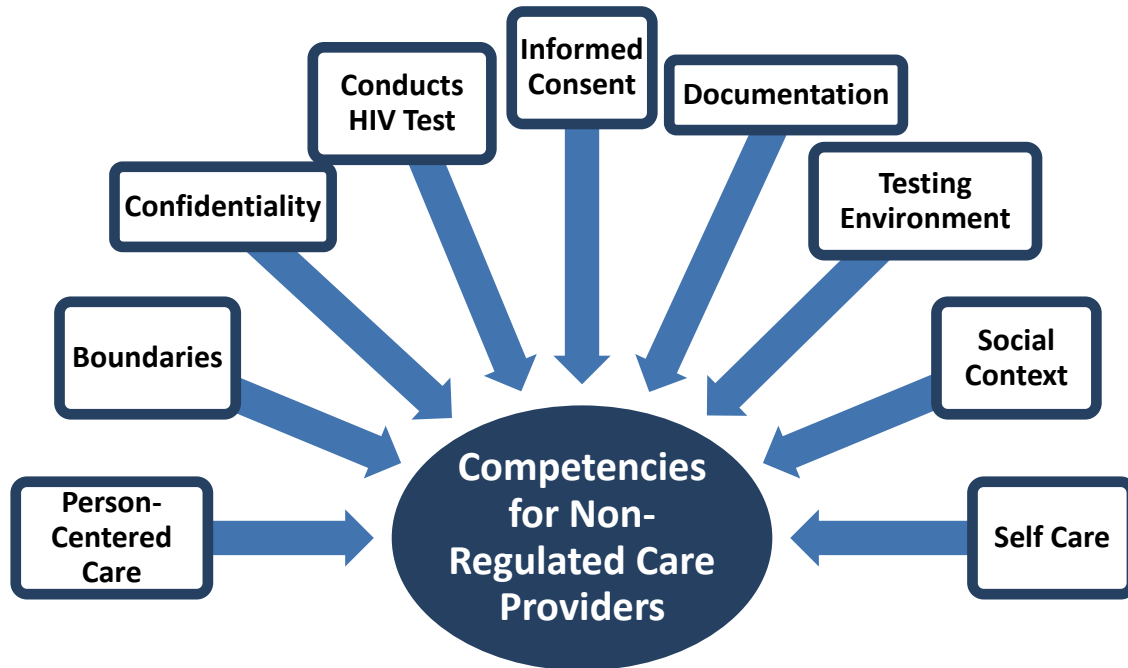 Person-
Centered
Care
Boundaries
Confidentiality
Conducts
HIV Test
Informed
Consent
Documentation
Testing
Environment
Social
Context
Self Care
Competencies
for Non-
Regulated Care
Providers